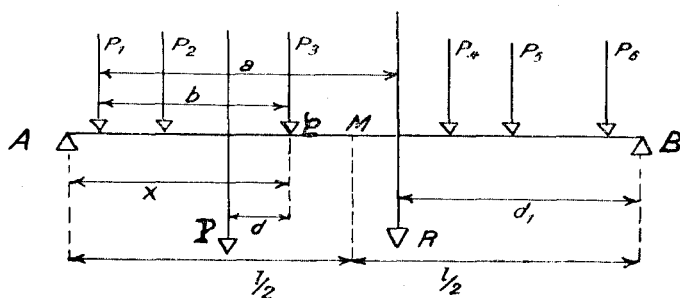 P₁ P₂ P₃ P₄ P₅ P₆
a
b
A M B
x d₁
P d R
l/2 l/2